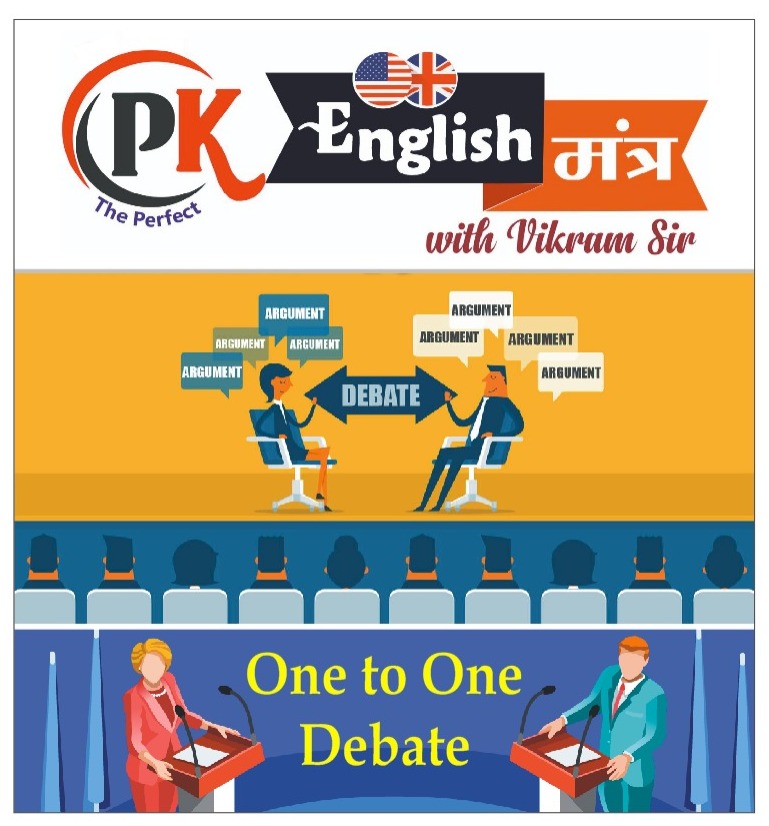 PK
The Perfect
English
मंत्र
with Vikram Sir
ARGUMENT
ARGUMENT
ARGUMENT
ARGUMENT
ARGUMENT
ARGUMENT
ARGUMENT
ARGUMENT
DEBATE
One to One
Debate